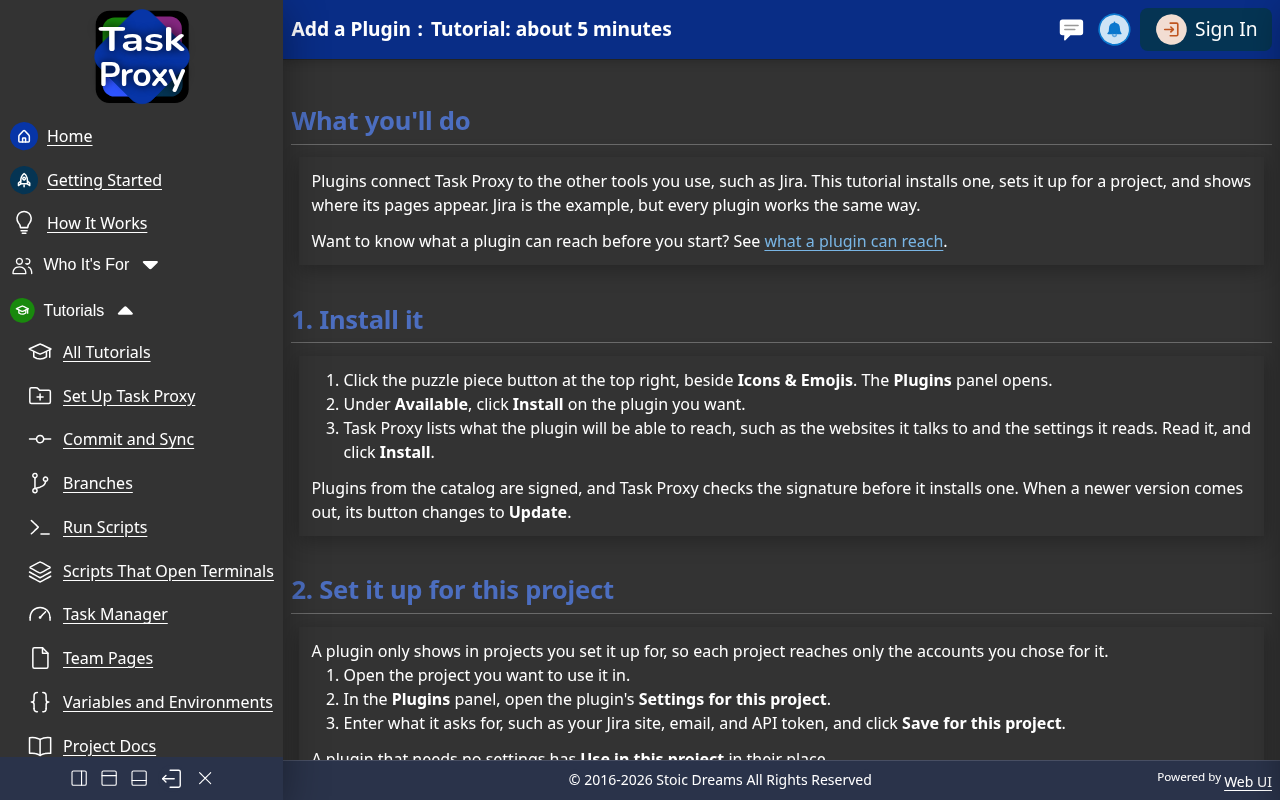 Task
Proxy
Home
Getting Started
How It Works
Who It's For
Tutorials
All Tutorials
Set Up Task Proxy
Commit and Sync
Branches
Run Scripts
Scripts That Open Terminals
Task Manager
Team Pages
Variables and Environments
Project Docs
Add a Plugin : Tutorial: about 5 minutes
Sign In
What you'll do
Plugins connect Task Proxy to the other tools you use, such as Jira. This tutorial installs one, sets it up for a project, and shows
where its pages appear. Jira is the example, but every plugin works the same way.
Want to know what a plugin can reach before you start? See what a plugin can reach.
1. Install it
1. Click the puzzle piece button at the top right, beside Icons & Emojis. The Plugins panel opens.
2. Under Available, click Install on the plugin you want.
3. Task Proxy lists what the plugin will be able to reach, such as the websites it talks to and the settings it reads. Read it, and
click Install.
Plugins from the catalog are signed, and Task Proxy checks the signature before it installs one. When a newer version comes
out, its button changes to Update.
2. Set it up for this project
A plugin only shows in projects you set it up for, so each project reaches only the accounts you chose for it.
1. Open the project you want to use it in.
2. In the Plugins panel, open the plugin's Settings for this project.
3. Enter what it asks for, such as your Jira site, email, and API token, and click Save for this project.
A plugin that needs no settings has Use in this project in their place.
© 2016-2026 Stoic Dreams All Rights Reserved
Powered by Web UI